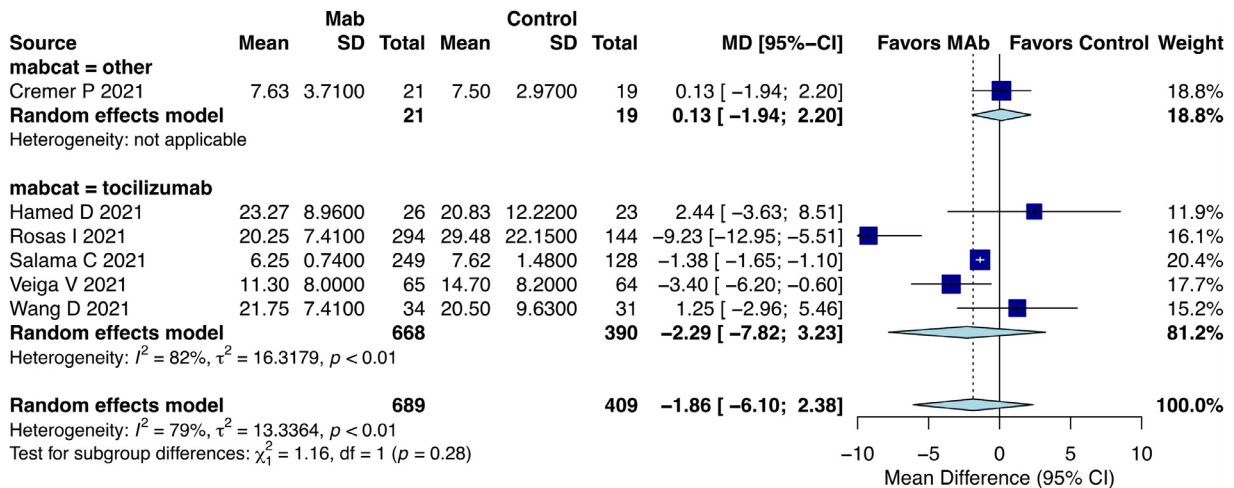 Mab Control
Source Mean SD Total Mean SD Total MD [95%−CI] Favors MAb Favors Control Weight
mabcat = other
Cremer P 2021 7.63 3.7100 21 7.50 2.9700 19 0.13 [ −1.94; 2.20] 18.8%
Random effects model 21 19 0.13 [ −1.94; 2.20] 18.8%
Heterogeneity: not applicable
mabcat = tocilizumab
Hamed D 2021 23.27 8.9600 26 20.83 12.2200 23 2.44 [ −3.63; 8.51] 11.9%
Rosas I 2021 20.25 7.4100 294 29.48 22.1500 144 −9.23 [−12.95; −5.51] 16.1%
Salama C 2021 6.25 0.7400 249 7.62 1.4800 128 −1.38 [ −1.65; −1.10] 20.4%
Veiga V 2021 11.30 8.0000 65 14.70 8.2000 64 −3.40 [ −6.20; −0.60] 17.7%
Wang D 2021 21.75 7.4100 34 20.50 9.6300 31 1.25 [ −2.96; 5.46] 15.2%
Random effects model 668 390 −2.29 [ −7.82; 3.23] 81.2%
Heterogeneity: I² = 82%, τ² = 16.3179, p < 0.01
Random effects model 689 409 −1.86 [ −6.10; 2.38] 100.0%
Heterogeneity: I² = 79%, τ² = 13.3364, p < 0.01
Test for subgroup differences: χ₁² = 1.16, df = 1 (p = 0.28)
−10 −5 0 5 10
Mean Difference (95% CI)